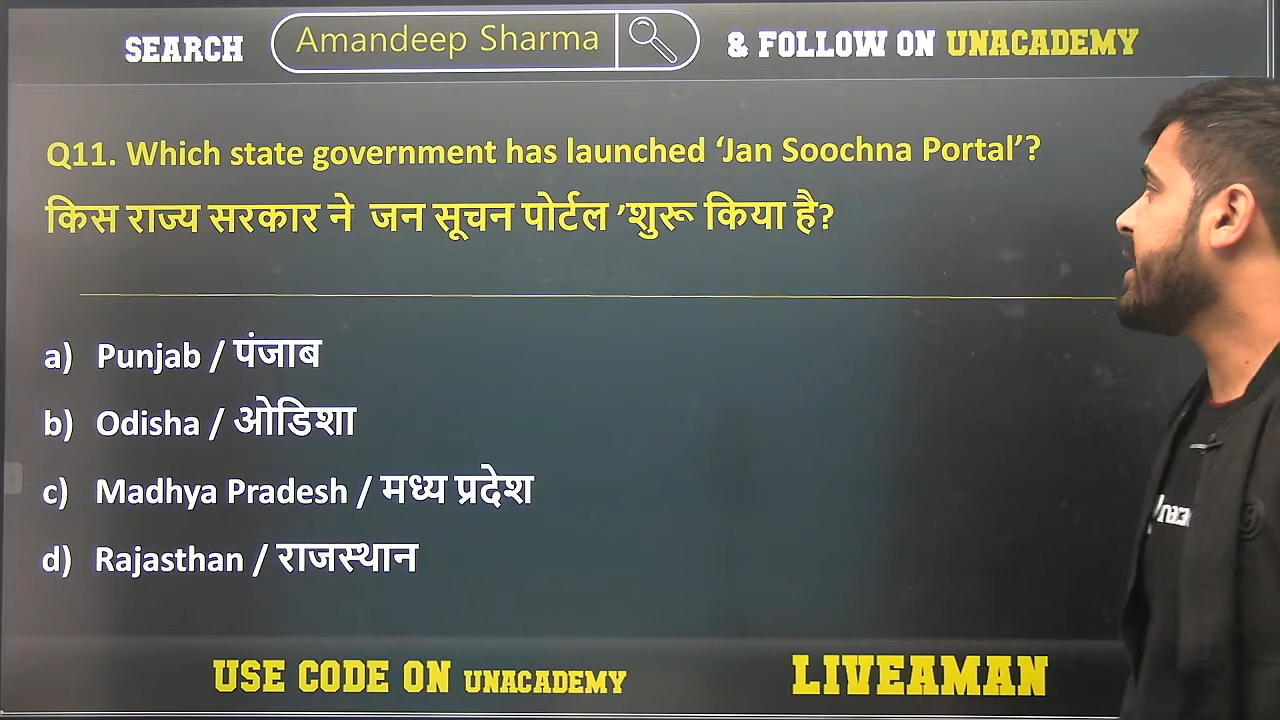 SEARCH Amandeep Sharma & FOLLOW ON UNACADEMY
Q11. Which state government has launched ‘Jan Soochna Portal’?
किस राज्य सरकार ने जन सूचन पोर्टल ’शुरू किया है?
a) Punjab / पंजाब
b) Odisha / ओडिशा
c) Madhya Pradesh / मध्य प्रदेश
d) Rajasthan / राजस्थान
USE CODE ON UNACADEMY LIVEAMAN